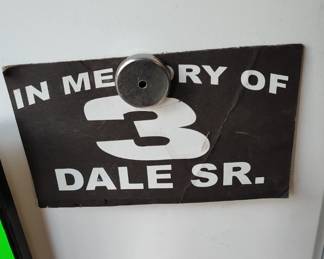 IN MEMORY OF
3
DALE SR.